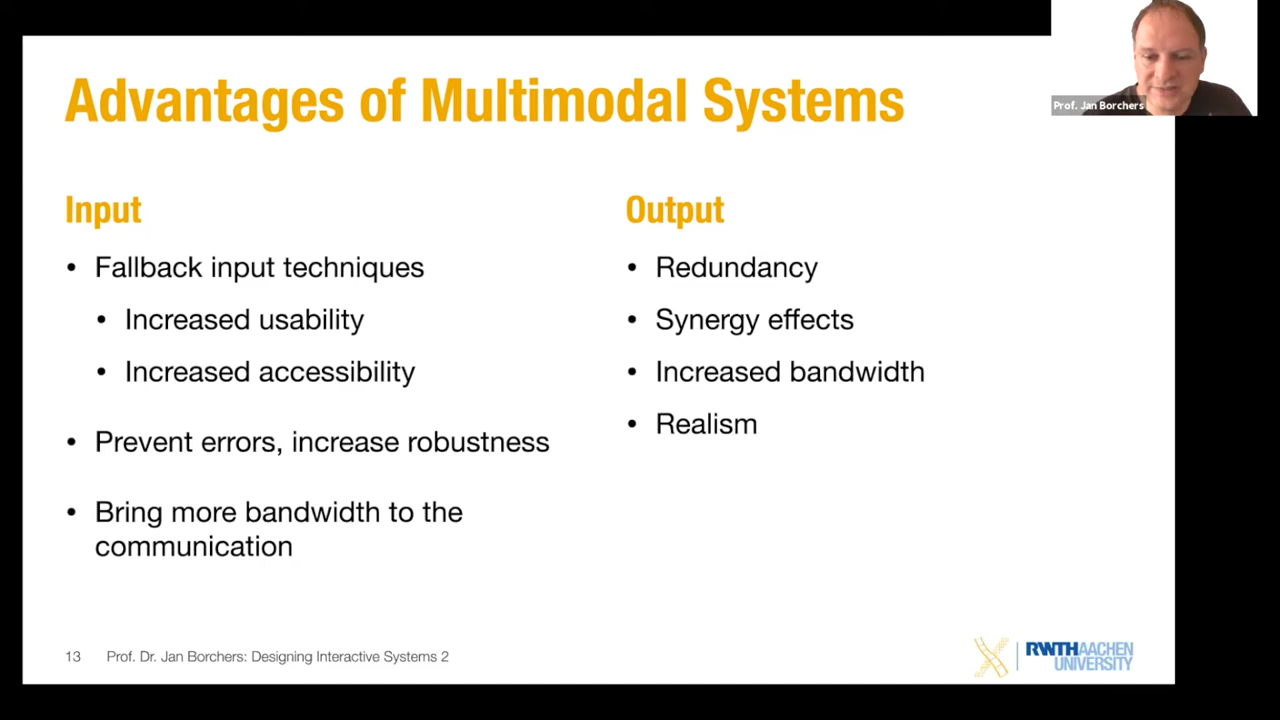 Prof. Jan Borchers
Advantages of Multimodal Systems
Input
• Fallback input techniques
• Increased usability
• Increased accessibility
• Prevent errors, increase robustness
• Bring more bandwidth to the
communication
Output
• Redundancy
• Synergy effects
• Increased bandwidth
• Realism
13 Prof. Dr. Jan Borchers: Designing Interactive Systems 2
RWTHAACHEN
UNIVERSITY